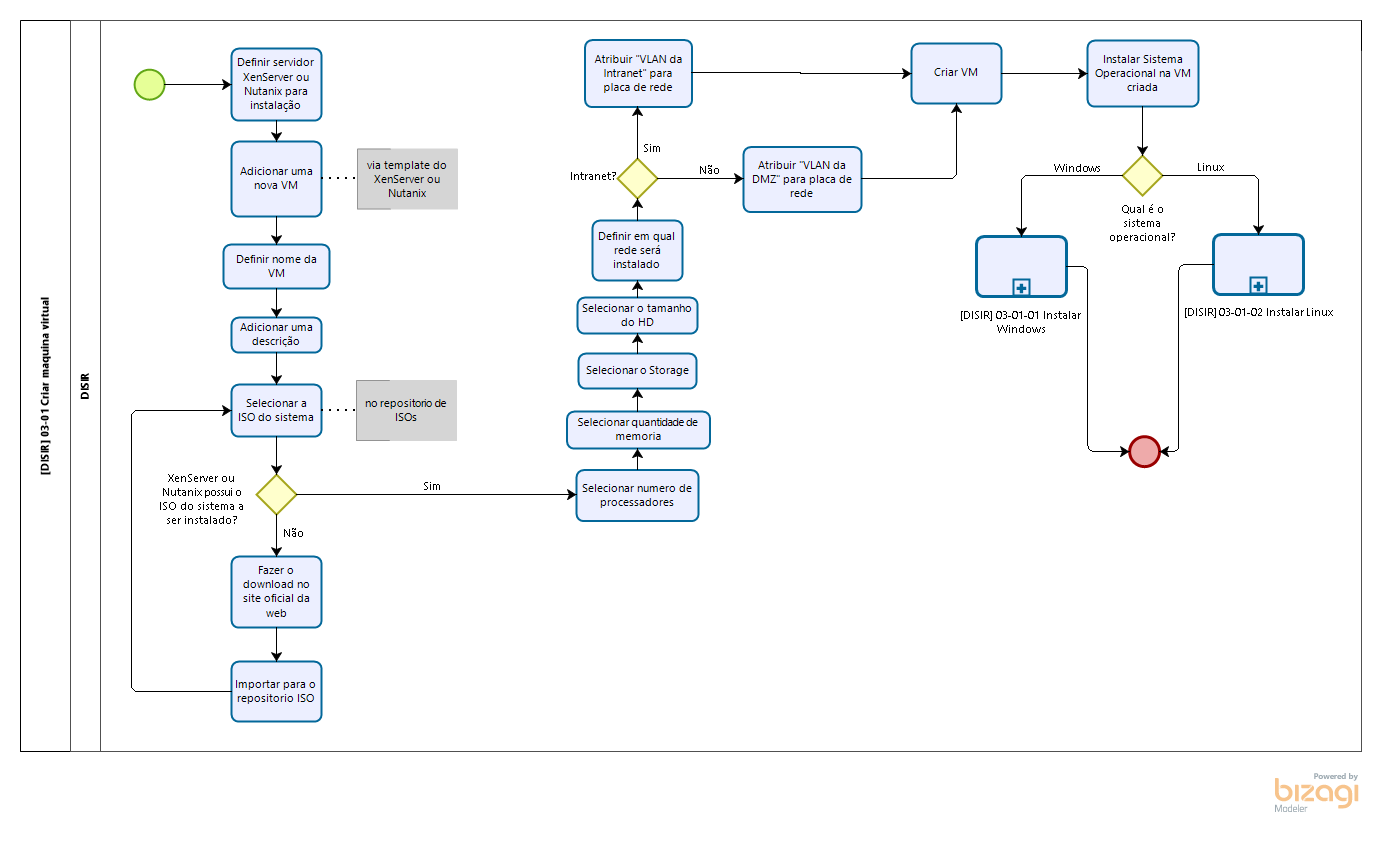 [DISIR] 03-01 Criar maquina virtual
DISIR
Definir servidor
XenServer ou
Nutanix para
instalação
Adicionar uma
nova VM
via template do
XenServer ou
Nutanix
Definir nome da
VM
Adicionar uma
descrição
Selecionar a
ISO do sistema
no repositorio de
ISOs
XenServer ou
Nutanix possui o
ISO do sistema a
ser instalado?
Sim
Não
Fazer o
download no
site oficial da
web
Importar para o
repositorio ISO
Selecionar numero de
processadores
Selecionar quantidade de
memoria
Selecionar o Storage
Selecionar o tamanho
do HD
Definir em qual
rede será
instalado
Intranet?
Sim
Não
Atribuir "VLAN da
Intranet" para
placa de rede
Atribuir "VLAN da
DMZ" para placa de
rede
Criar VM
Instalar Sistema
Operacional na VM
criada
Windows
Linux
Qual é o
sistema
operacional?
[DISIR] 03-01-01 Instalar
Windows
[DISIR] 03-01-02 Instalar Linux
Powered by
bizagi
Modeler